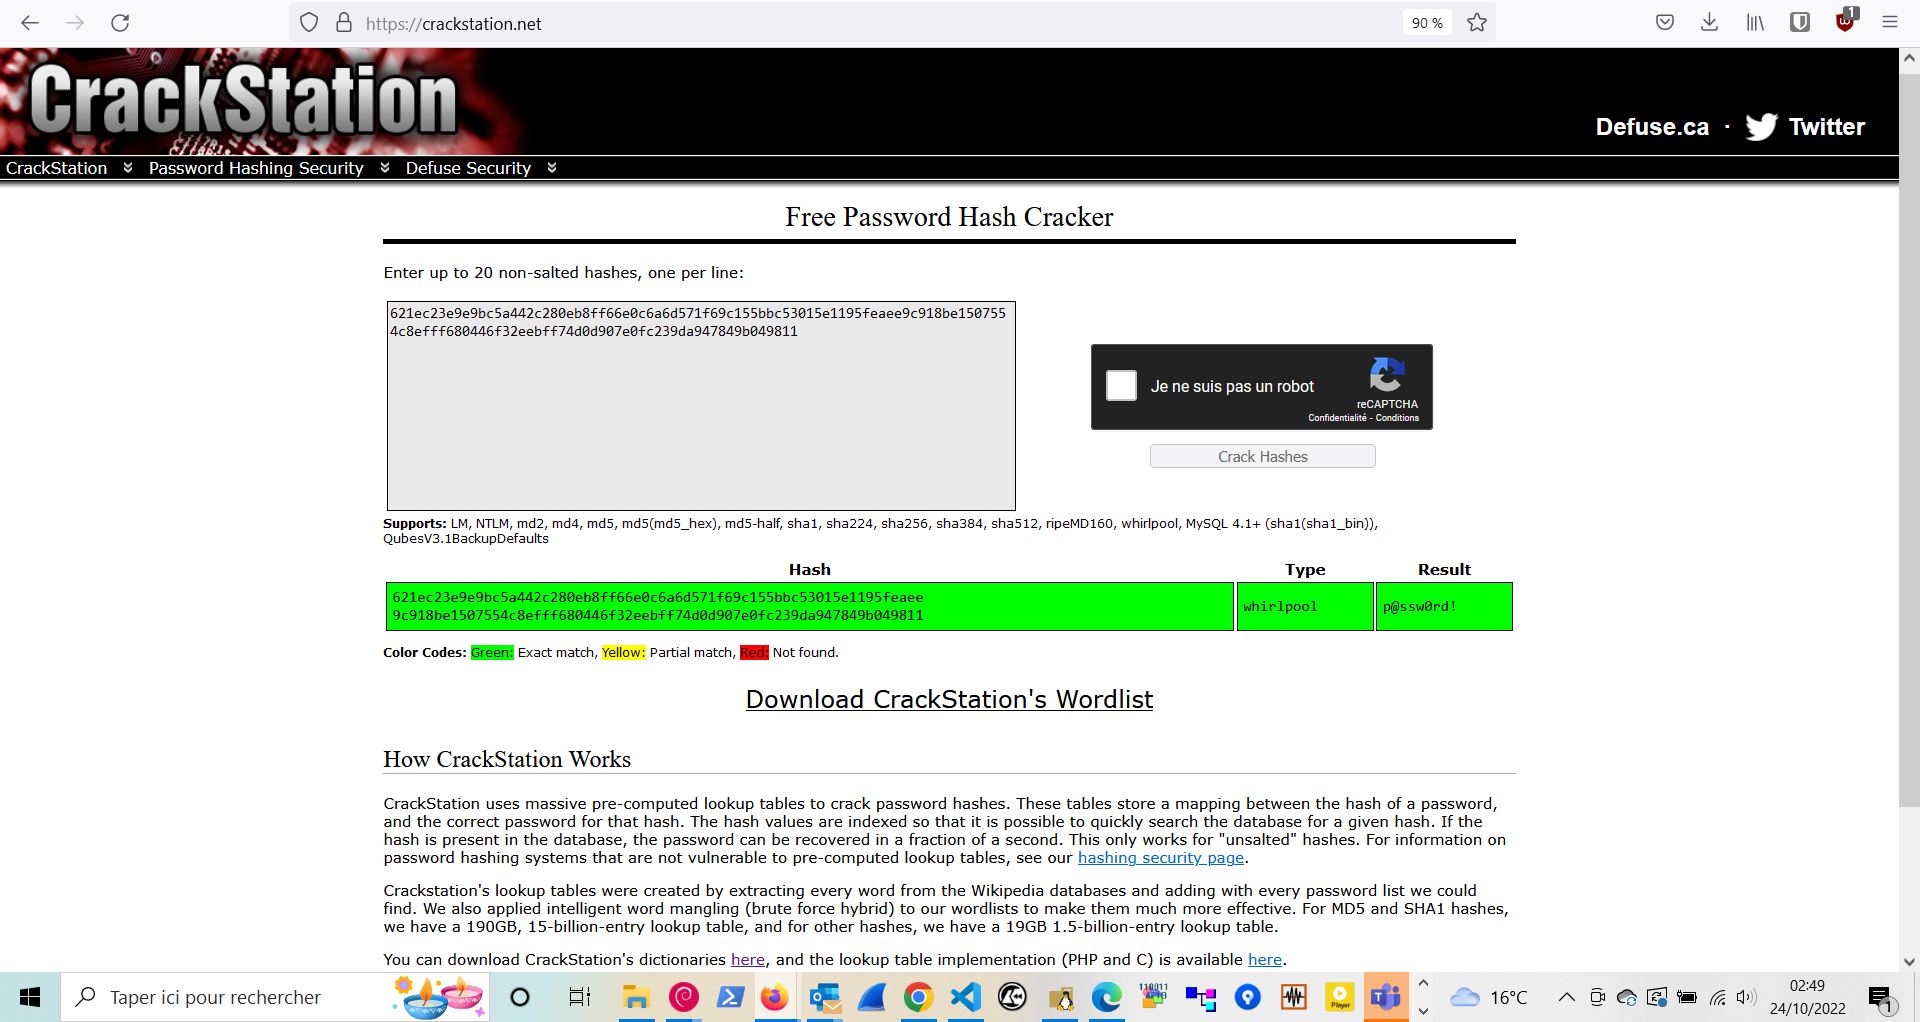 https://crackstation.net
90 %
1
CrackStation
Defuse.ca · Twitter
CrackStation Password Hashing Security Defuse Security
Free Password Hash Cracker
Enter up to 20 non-salted hashes, one per line:
621ec23e9e9bc5a442c280eb8ff66e0c6a6d571f69c155bbc53015e1195feaee9c918be150755
4c8efff680446f32eebff74d0d907e0fc239da947849b049811
Je ne suis pas un robot
reCAPTCHA
Confidentialité - Conditions
Crack Hashes
Supports: LM, NTLM, md2, md4, md5, md5(md5_hex), md5-half, sha1, sha224, sha256, sha384, sha512, ripeMD160, whirlpool, MySQL 4.1+ (sha1(sha1_bin)),
QubesV3.1BackupDefaults
Hash Type Result
621ec23e9e9bc5a442c280eb8ff66e0c6a6d571f69c155bbc53015e1195feaee
9c918be1507554c8efff680446f32eebff74d0d907e0fc239da947849b049811
whirlpool
p@ssw0rd!
Color Codes: Green: Exact match, Yellow: Partial match, Red: Not found.
Download CrackStation's Wordlist
How CrackStation Works
CrackStation uses massive pre-computed lookup tables to crack password hashes. These tables store a mapping between the hash of a password,
and the correct password for that hash. The hash values are indexed so that it is possible to quickly search the database for a given hash. If the
hash is present in the database, the password can be recovered in a fraction of a second. This only works for "unsalted" hashes. For information on
password hashing systems that are not vulnerable to pre-computed lookup tables, see our hashing security page.
Crackstation's lookup tables were created by extracting every word from the Wikipedia databases and adding with every password list we could
find. We also applied intelligent word mangling (brute force hybrid) to our wordlists to make them much more effective. For MD5 and SHA1 hashes,
we have a 190GB, 15-billion-entry lookup table, and for other hashes, we have a 19GB 1.5-billion-entry lookup table.
You can download CrackStation's dictionaries here, and the lookup table implementation (PHP and C) is available here.
Taper ici pour rechercher
Player
16°C
02:49
24/10/2022
1